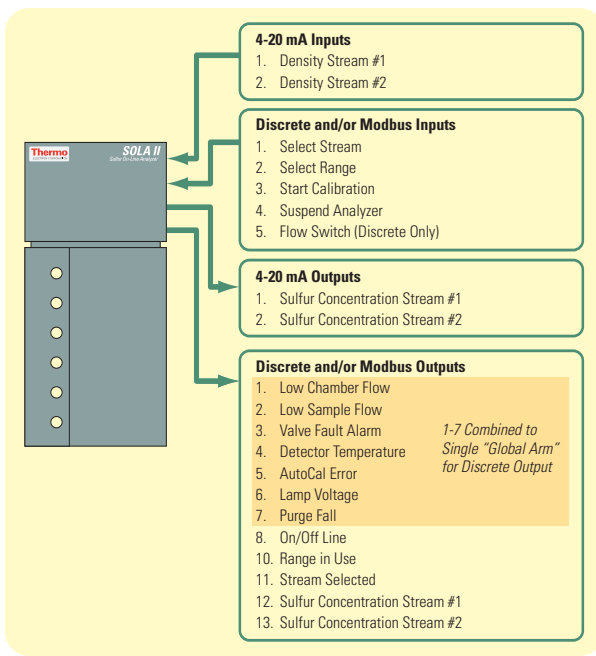 4-20 mA Inputs
1. Density Stream #1
2. Density Stream #2
Discrete and/or Modbus Inputs
1. Select Stream
2. Select Range
3. Start Calibration
4. Suspend Analyzer
5. Flow Switch (Discrete Only)
Thermo
SOLA II
Sulfur On-Line Analyzer
4-20 mA Outputs
1. Sulfur Concentration Stream #1
2. Sulfur Concentration Stream #2
Discrete and/or Modbus Outputs
1. Low Chamber Flow
2. Low Sample Flow
3. Valve Fault Alarm
4. Detector Temperature
5. AutoCal Error
6. Lamp Voltage
7. Purge Fall
1-7 Combined to
Single “Global Arm”
for Discrete Output
8. On/Off Line
10. Range in Use
11. Stream Selected
12. Sulfur Concentration Stream #1
13. Sulfur Concentration Stream #2